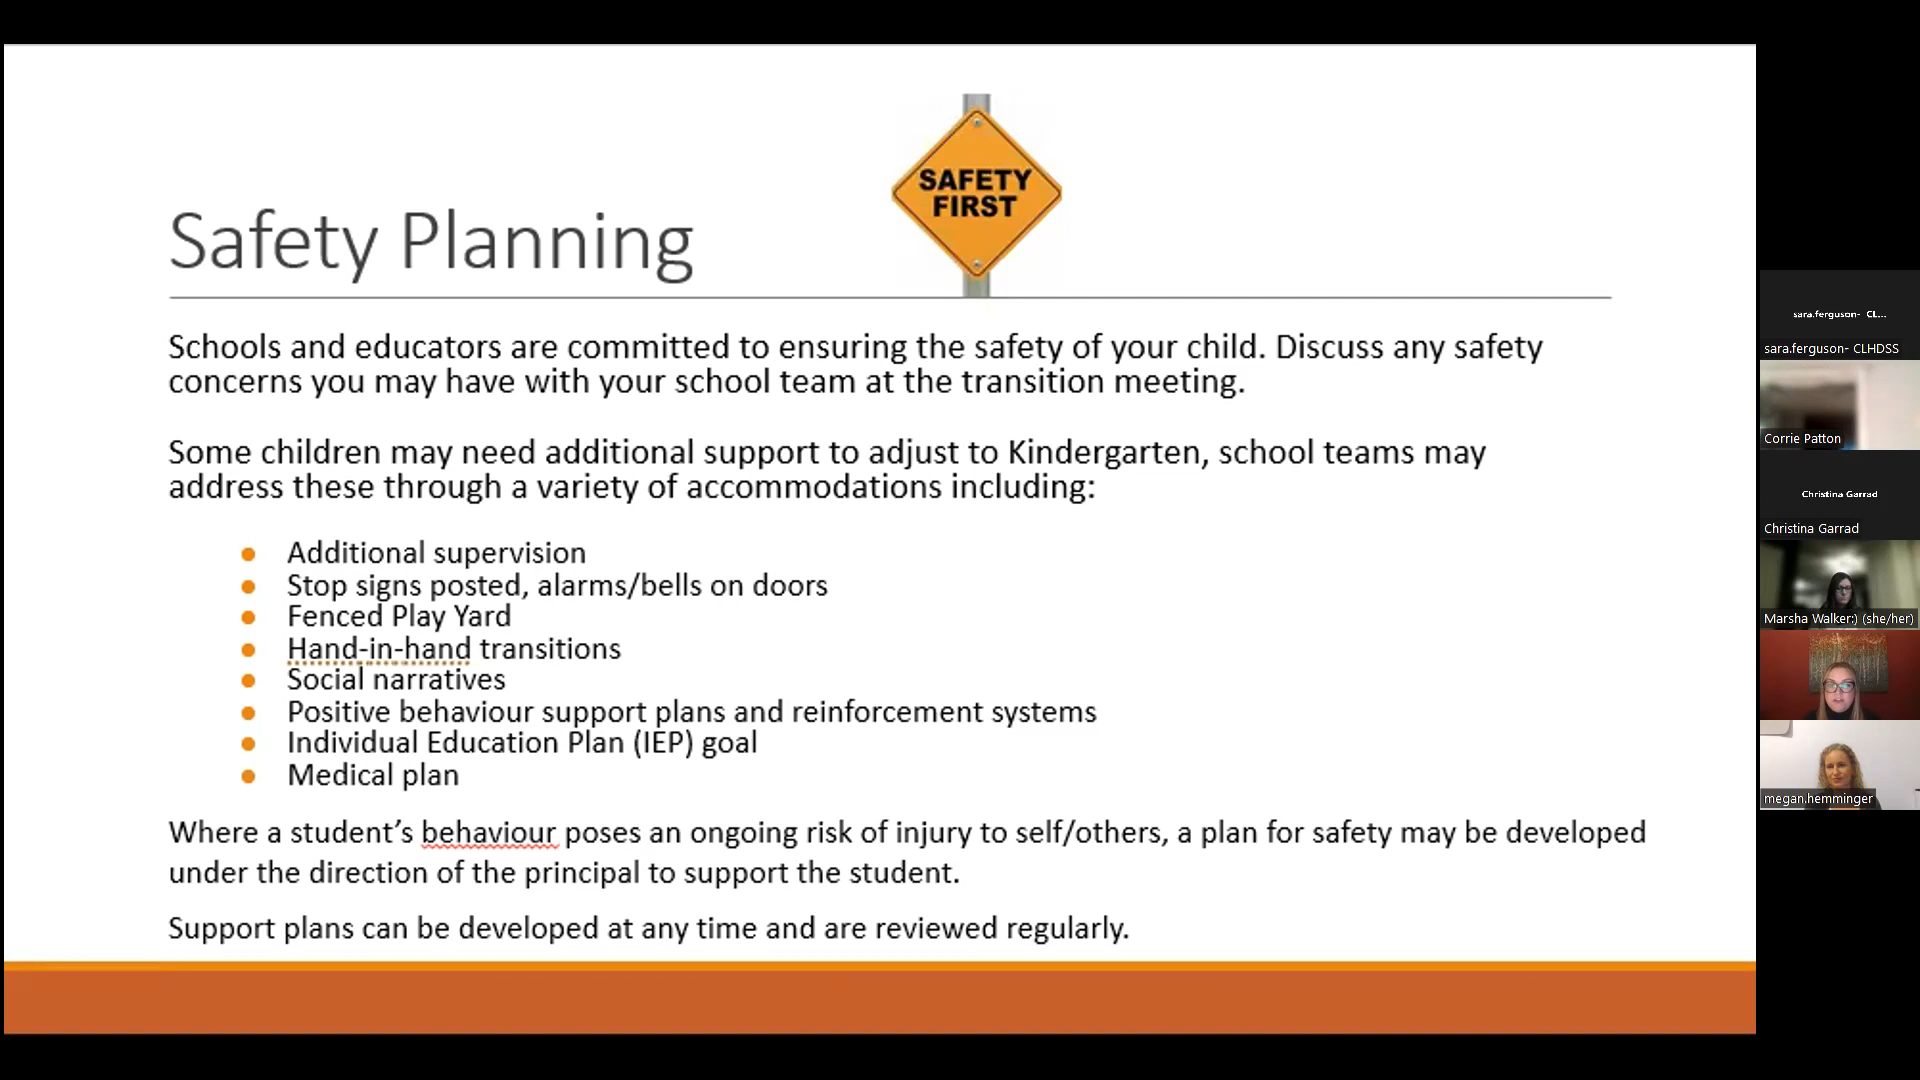 SAFETY
FIRST
Safety Planning
Schools and educators are committed to ensuring the safety of your child. Discuss any safety
concerns you may have with your school team at the transition meeting.
Some children may need additional support to adjust to Kindergarten, school teams may
address these through a variety of accommodations including:
Additional supervision
Stop signs posted, alarms/bells on doors
Fenced Play Yard
Hand-in-hand transitions
Social narratives
Positive behaviour support plans and reinforcement systems
Individual Education Plan (IEP) goal
Medical plan
Where a student’s behaviour poses an ongoing risk of injury to self/others, a plan for safety may be developed
under the direction of the principal to support the student.
Support plans can be developed at any time and are reviewed regularly.
sara.ferguson- CL...
sara.ferguson- CLHDSS
Corrie Patton
Christina Garrad
Christina Garrad
Marsha Walker:) (she/her)
megan.hemminger